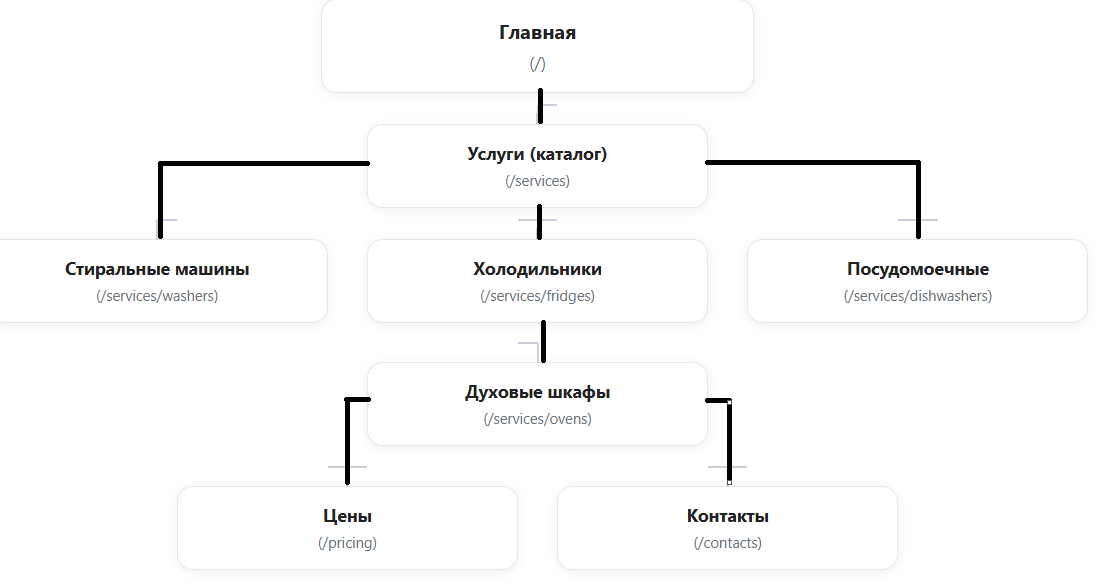 Главная
(/)
Услуги (каталог)
(/services)
Стиральные машины
(/services/washers)
Холодильники
(/services/fridges)
Посудомоечные
(/services/dishwashers)
Духовые шкафы
(/services/ovens)
Цены
(/pricing)
Контакты
(/contacts)